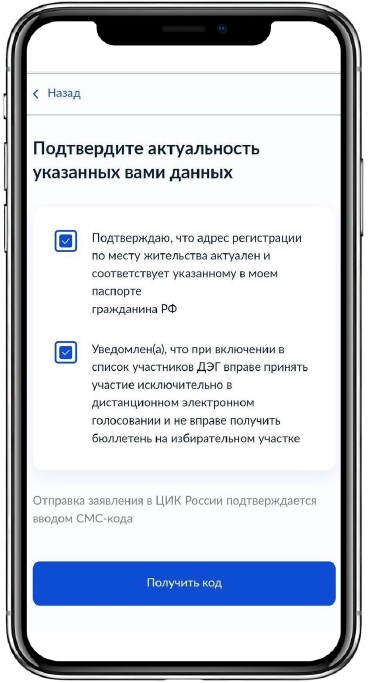 Назад
Подтвердите актуальность
указанных вами данных
Подтверждаю, что адрес регистрации
по месту жительства актуален и
соответствует указанному в моем
паспорте
гражданина РФ
Уведомлен(а), что при включении в
список участников ДЭГ вправе принять
участие исключительно в
дистанционном электронном
голосовании и не вправе получить
бюллетень на избирательном участке
Отправка заявления в ЦИК России подтверждается
вводом СМС-кода
Получить код